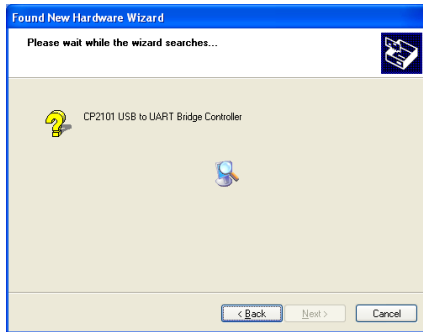 Found New Hardware Wizard
Please wait while the wizard searches...
CP2101 USB to UART Bridge Controller
< Back
Next >
Cancel